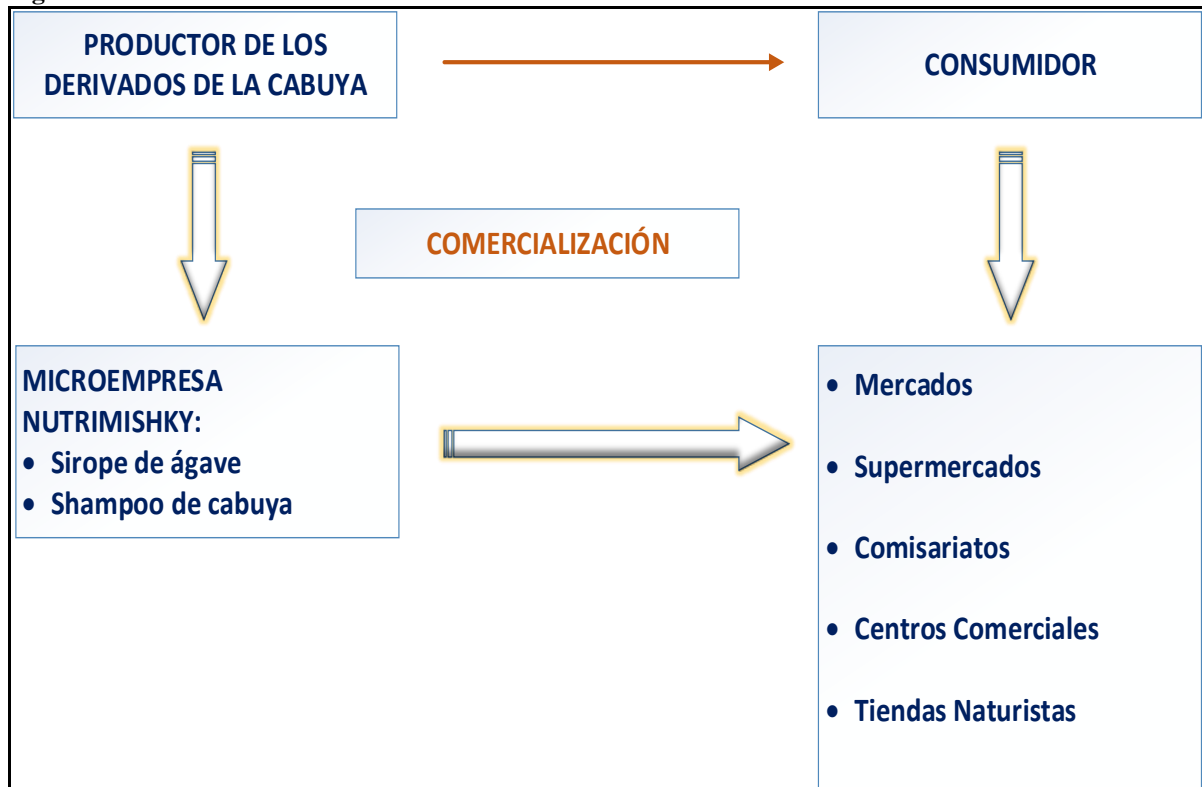 PRODUCTOR DE LOS
DERIVADOS DE LA CABUYA
CONSUMIDOR
COMERCIALIZACIÓN
MICROEMPRESA
NUTRIMISHKY:
• Sirope de ágave
• Shampoo de cabuya
• Mercados
• Supermercados
• Comisariatos
• Centros Comerciales
• Tiendas Naturistas